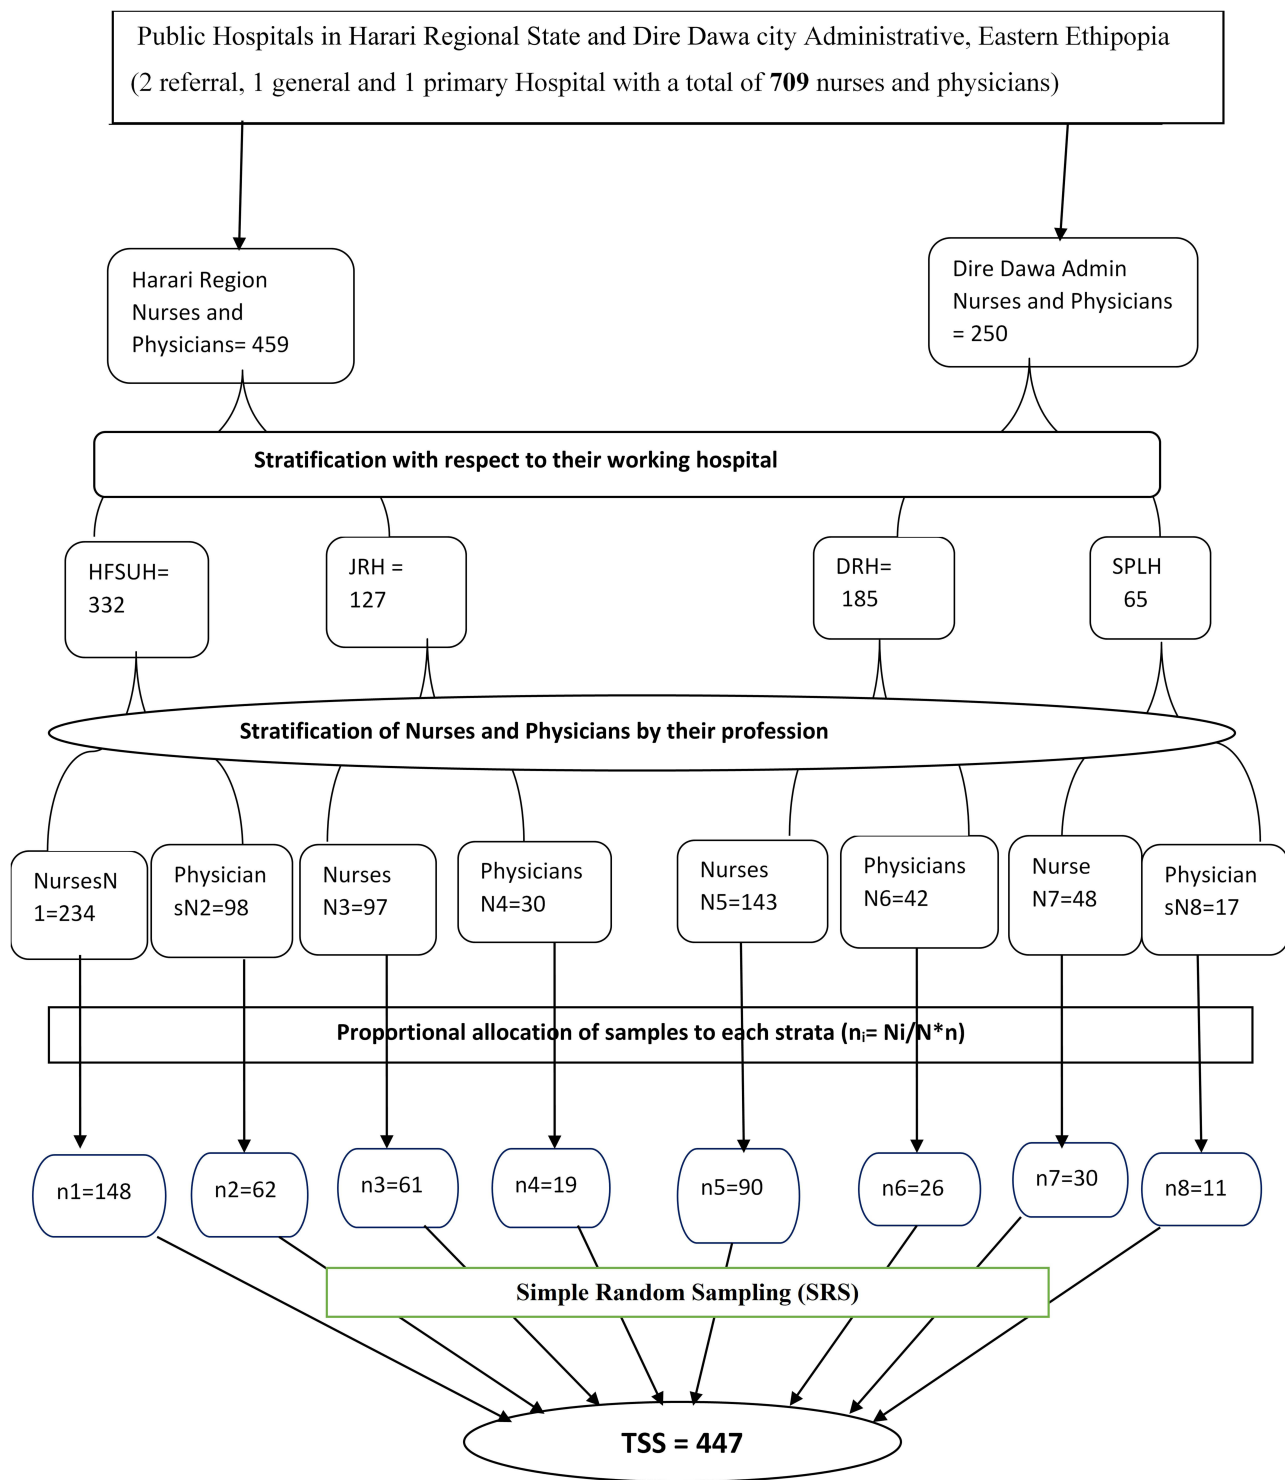 Public Hospitals in Harari Regional State and Dire Dawa city Administrative, Eastern Ethipopia
(2 referral, 1 general and 1 primary Hospital with a total of 709 nurses and physicians)
Harari Region
Nurses and
Physicians= 459
Dire Dawa Admin
Nurses and Physicians
= 250
Stratification with respect to their working hospital
HFSUH=
332
JRH =
127
DRH=
185
SPLH
65
Stratification of Nurses and Physicians by their profession
NursesN
1=234
Physician
sN2=98
Nurses
N3=97
Physicians
N4=30
Nurses
N5=143
Physicians
N6=42
Nurse
N7=48
Physician
sN8=17
Proportional allocation of samples to each strata (nᵢ= Ni/N*n)
n1=148
n2=62
n3=61
n4=19
n5=90
n6=26
n7=30
n8=11
Simple Random Sampling (SRS)
TSS = 447